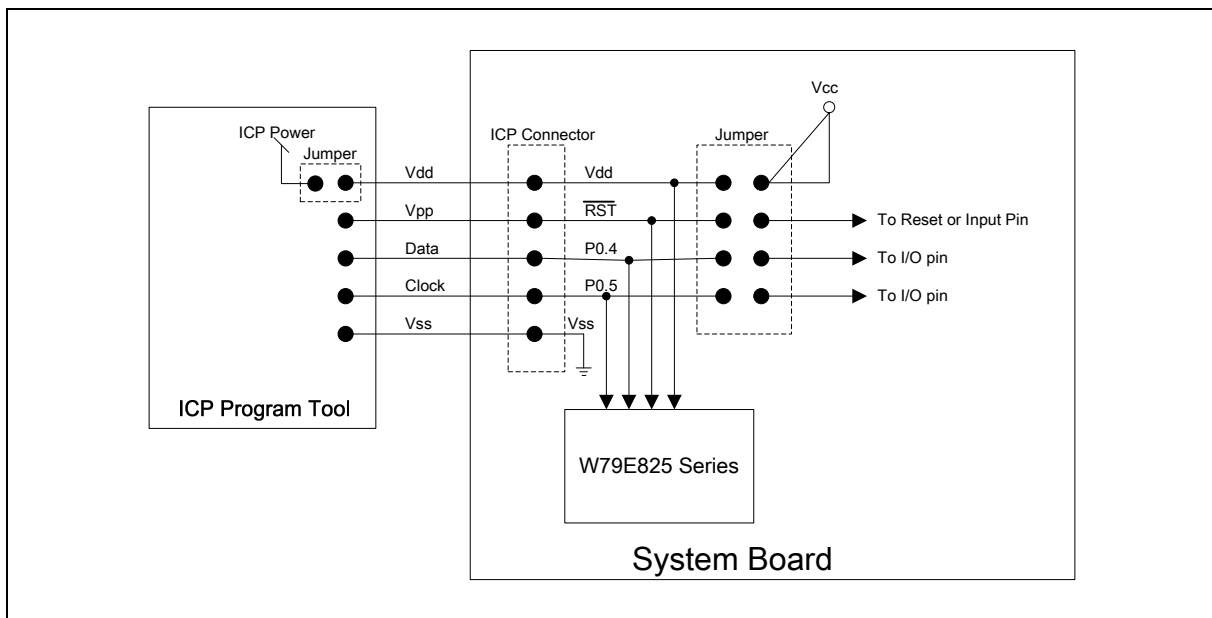 Vcc
ICP Power
Jumper
ICP Connector
Jumper
Vdd
Vdd
Vpp
RST
To Reset or Input Pin
Data
P0.4
To I/O pin
Clock
P0.5
To I/O pin
Vss
Vss
ICP Program Tool
W79E825 Series
System Board